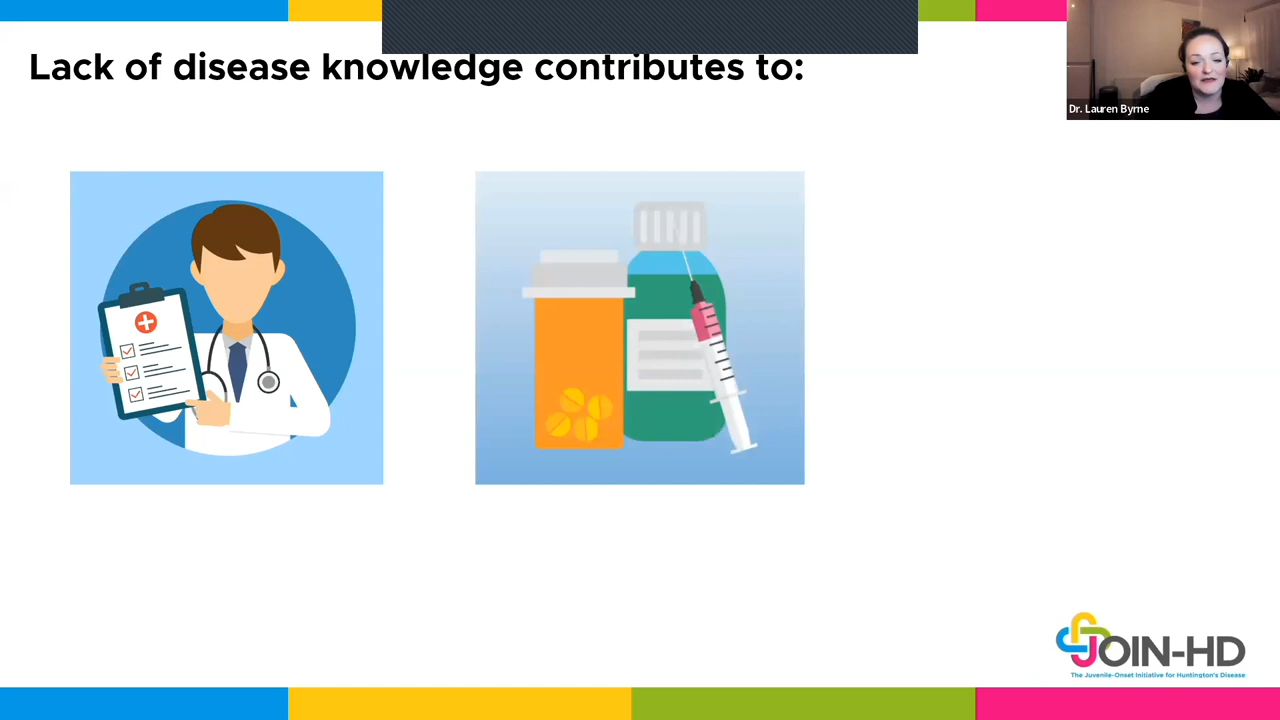 Lack of disease knowledge contributes to:
Dr. Lauren Byrne
JOIN-HD
The Juvenile-Onset Initiative for Huntington's Disease